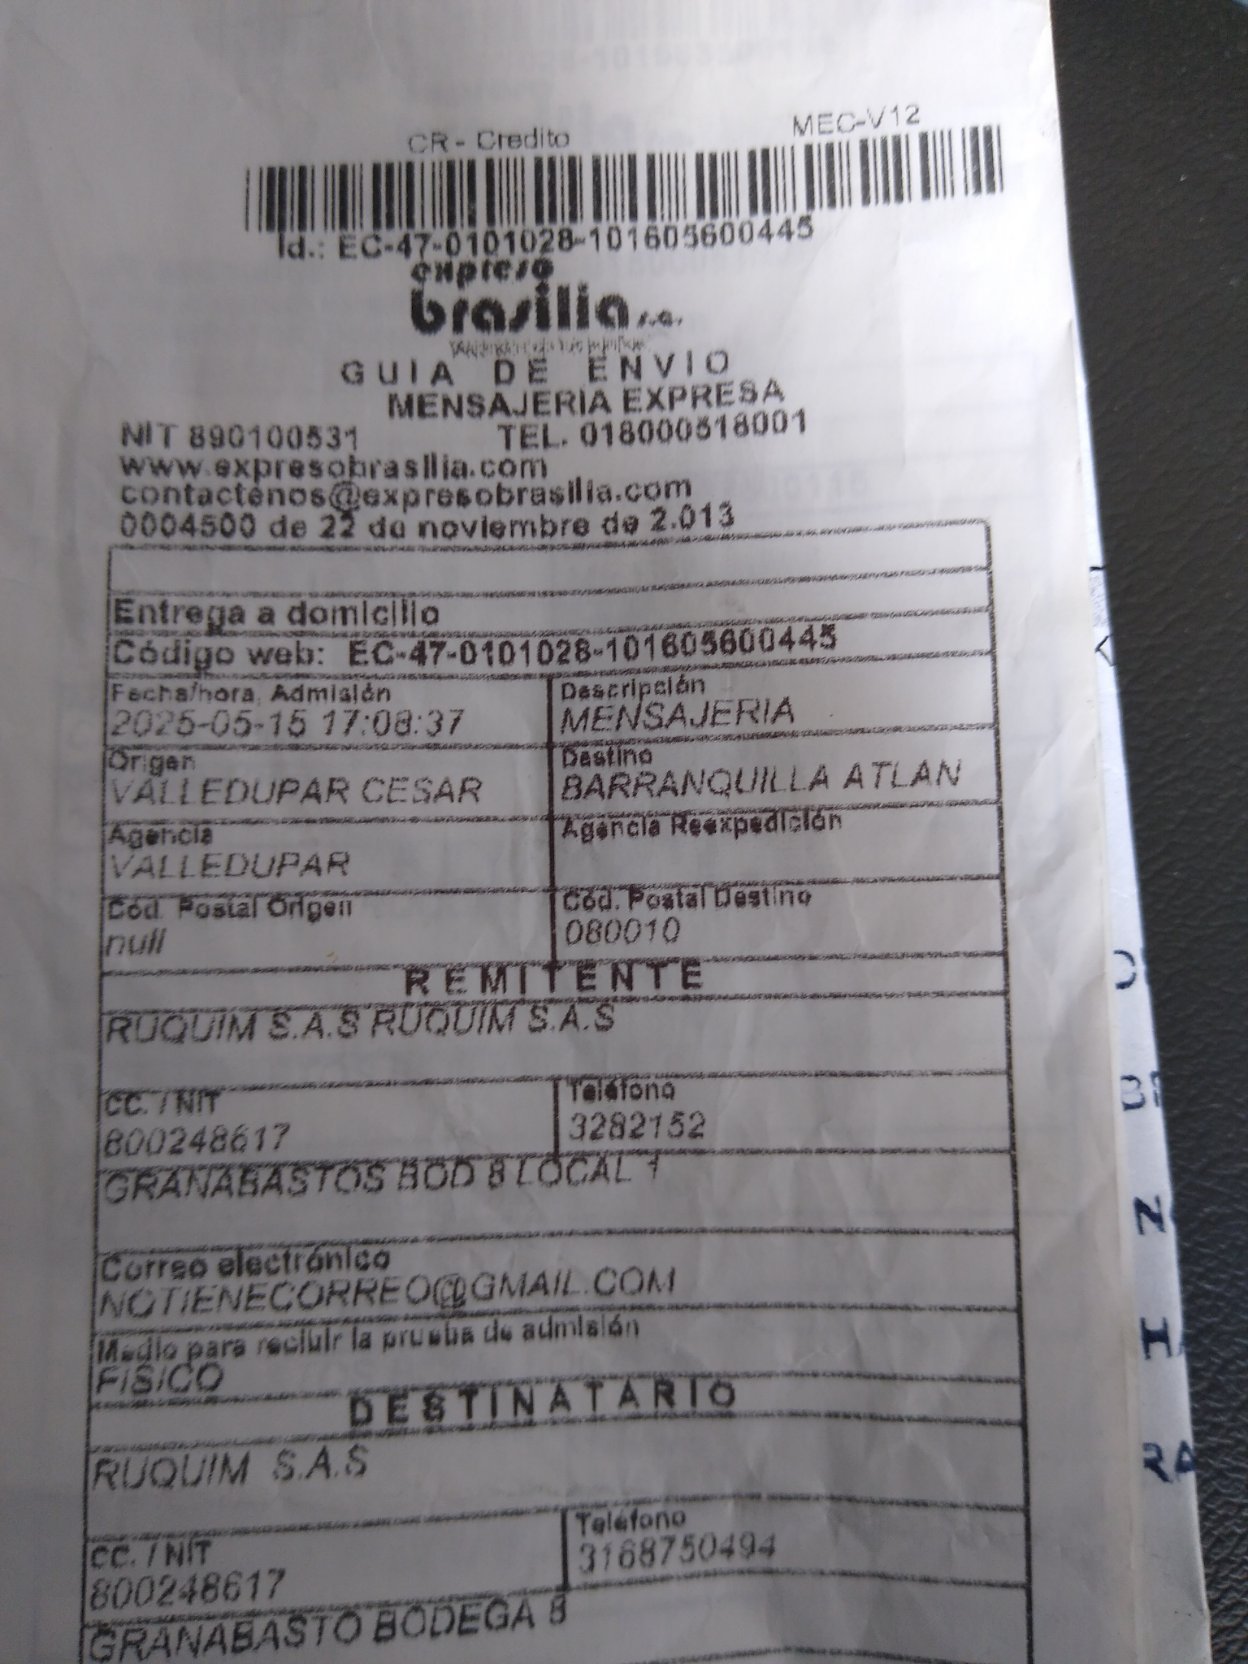 CR - Credito MEC-V12
Id.: EC-47-0101028-101605600445
expreso
brasilia s.a.
GUIA DE ENVIO
MENSAJERIA EXPRESA
NIT 890100531 TEL. 018000518001
www.expresobrasilia.com
contactenos@expresobrasilia.com
0004500 de 22 de noviembre de 2.013
Entrega a domicilio
Código web: EC-47-0101028-101605600445
Fecha/hora, Admisión Descripción
2025-05-15 17:08:37 MENSAJERIA
Origen Destino
VALLEDUPAR CESAR BARRANQUILLA ATLAN
Agencia Agencia Reexpedición
VALLEDUPAR
Cód. Postal Origen Cód. Postal Destino
null 080010
REMITENTE
RUQUIM S.A.S RUQUIM S.A.S
CC. / NIT Teléfono
800248617 3282152
GRANABASTOS BOD 8 LOCAL 1
Correo electrónico
NOTIENECORREO@GMAIL.COM
Medio para recibir la prueba de admisión
FISICO
DESTINATARIO
RUQUIM S.A.S
CC. / NIT Teléfono
800248617 3168750494
GRANABASTO BODEGA 8